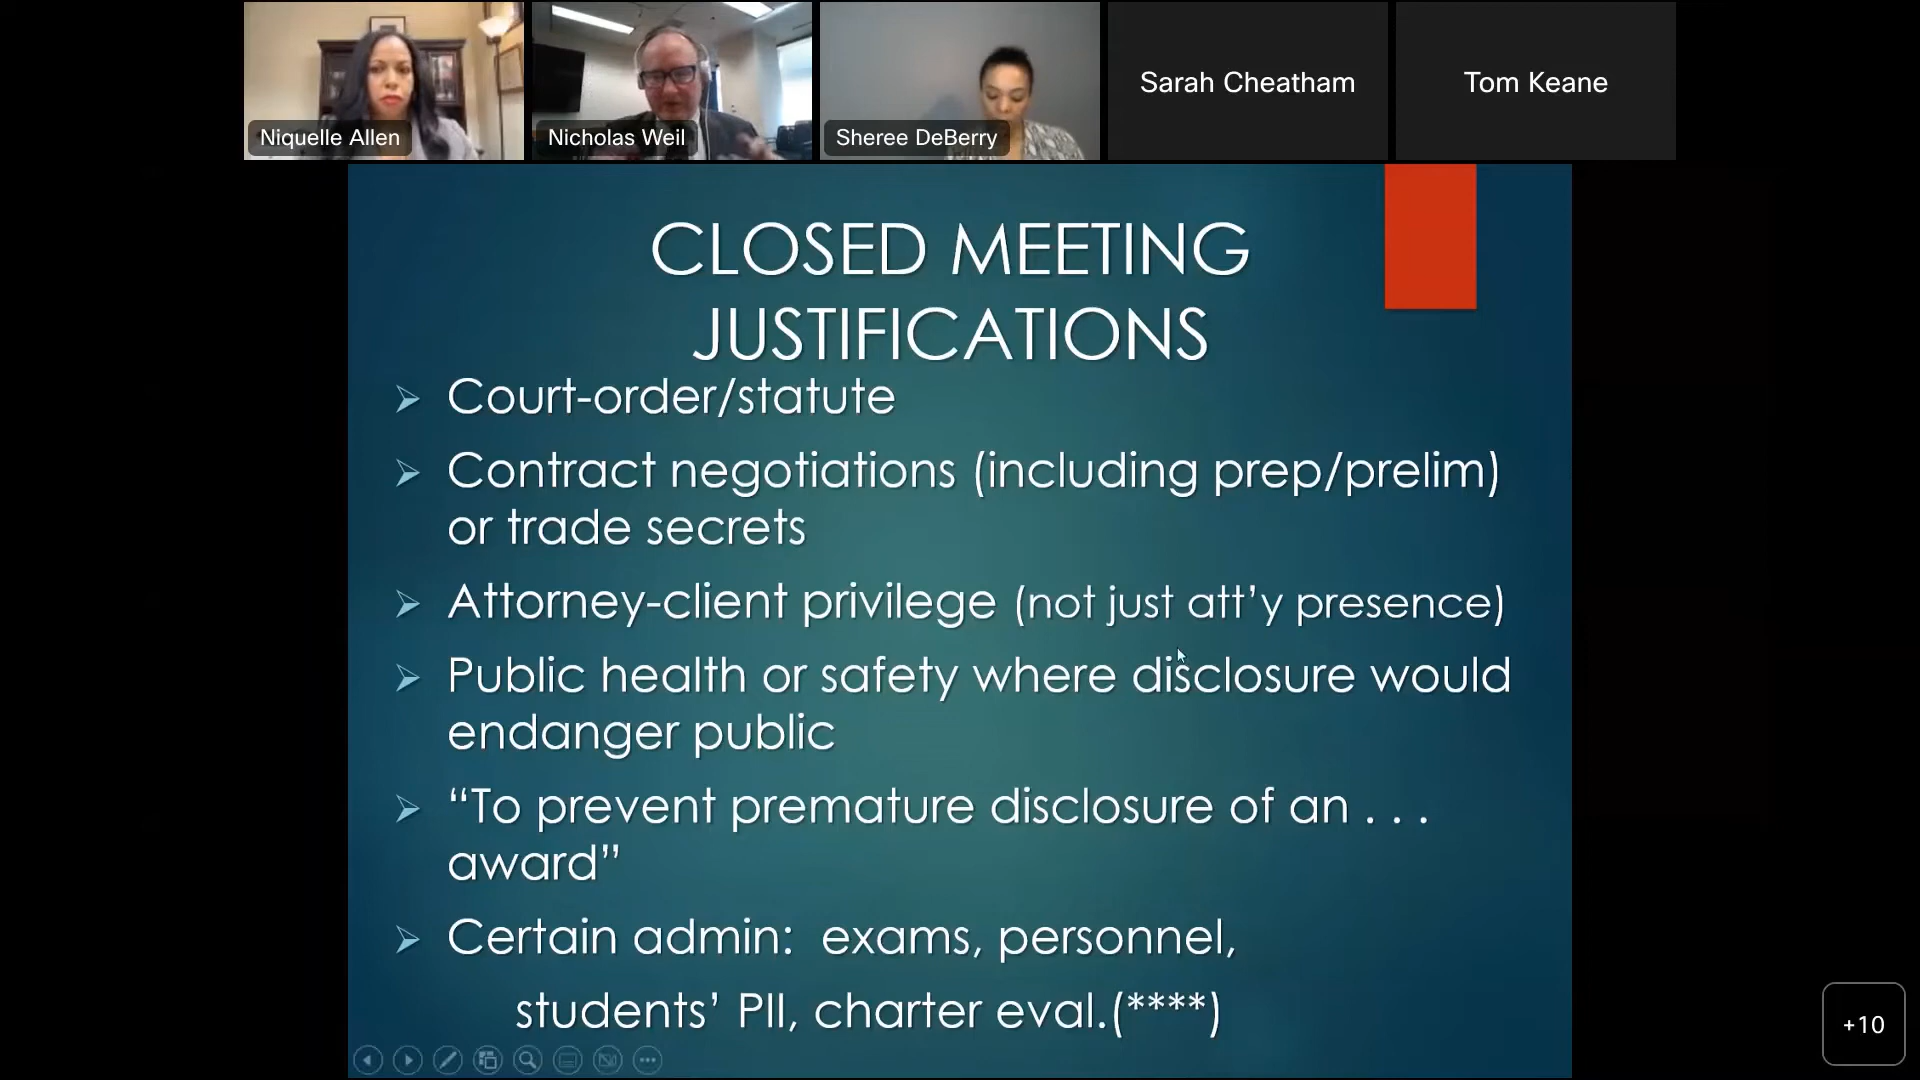 Niquelle Allen
Nicholas Weil
Sheree DeBerry
Sarah Cheatham
Tom Keane
CLOSED MEETING
JUSTIFICATIONS
Court-order/statute
Contract negotiations (including prep/prelim)
or trade secrets
Attorney-client privilege (not just att’y presence)
Public health or safety where disclosure would
endanger public
“To prevent premature disclosure of an . . .
award”
Certain admin:  exams, personnel,
students’ PII, charter eval.(****)
+10